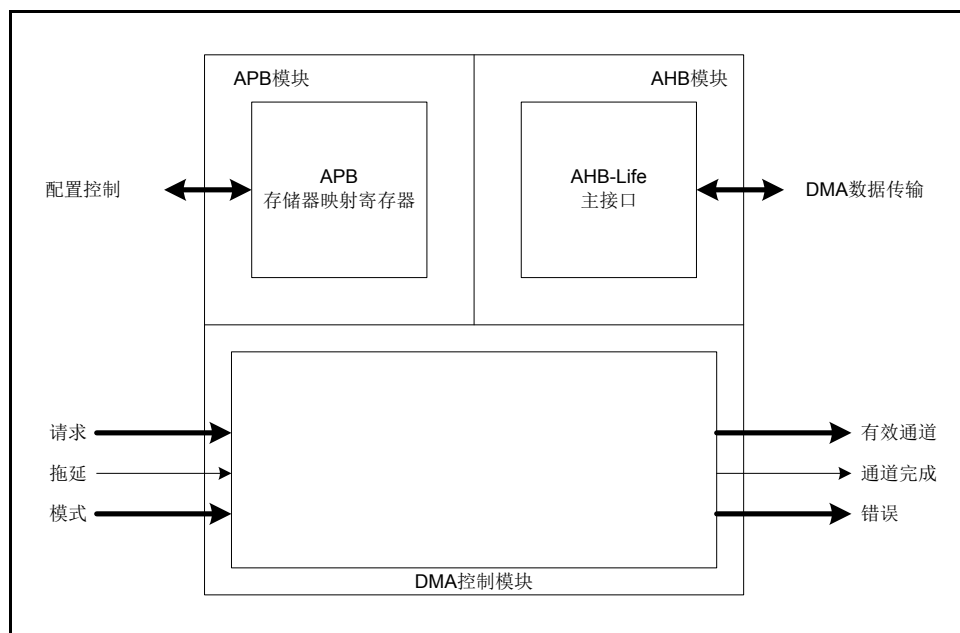 APB模块
AHB模块
APB
存储器映射寄存器
AHB-Life
主接口
配置控制
DMA数据传输
请求
拖延
模式
有效通道
通道完成
错误
DMA控制模块